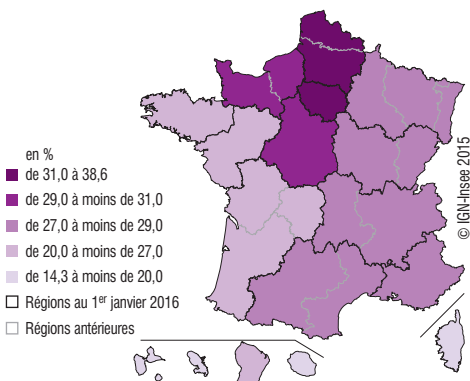 en %
de 31,0 à 38,6
de 29,0 à moins de 31,0
de 27,0 à moins de 29,0
de 20,0 à moins de 27,0
de 14,3 à moins de 20,0
Régions au 1er janvier 2016
Régions antérieures
© IGN-Insee 2015